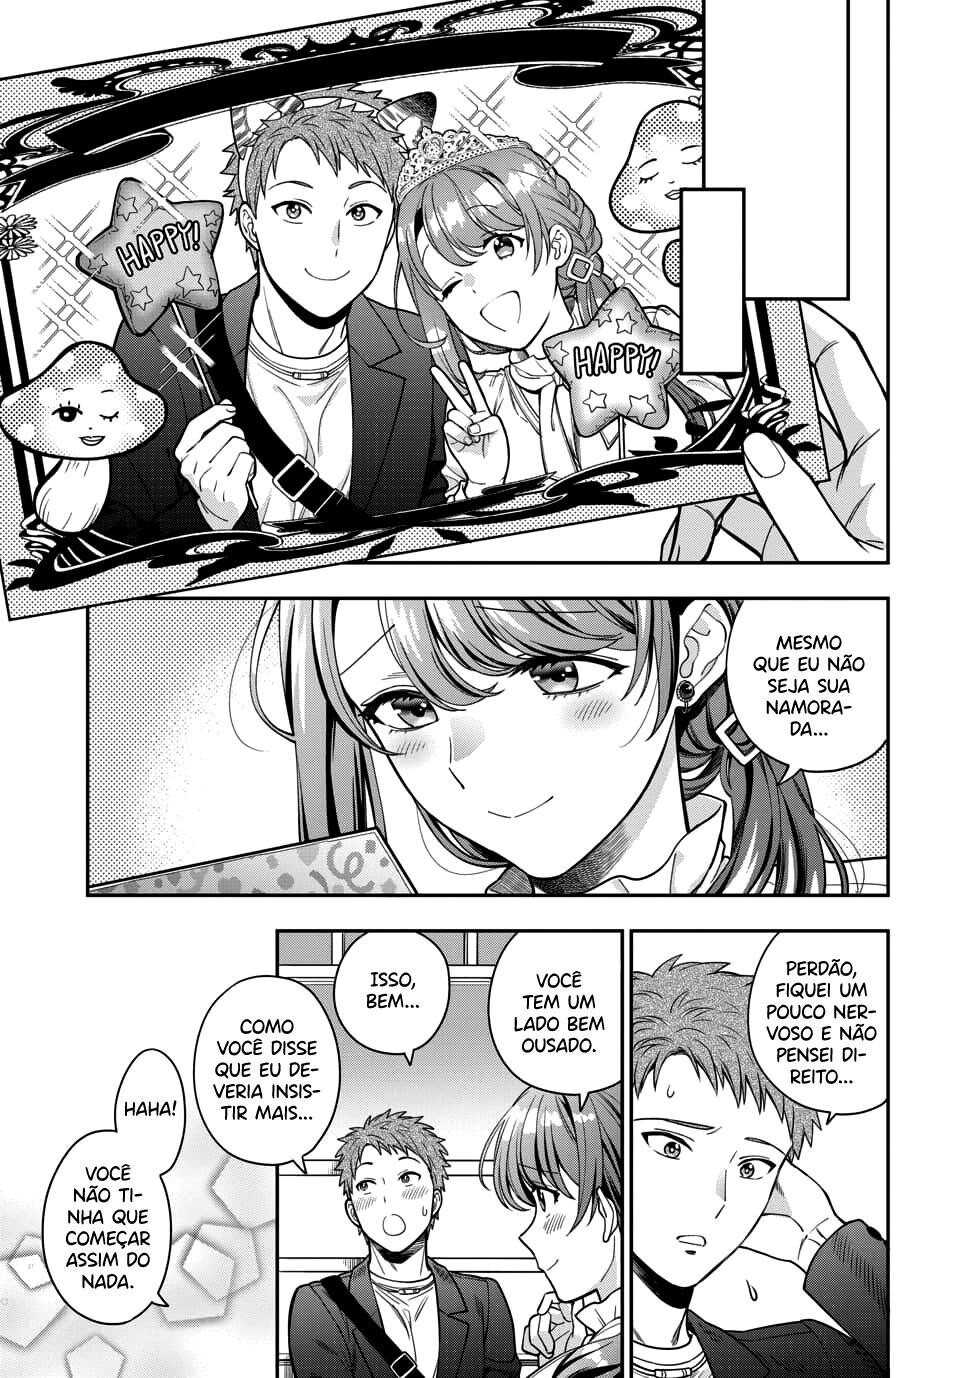 HAPPY!
HAPPY!
MESMO
QUE EU NÃO
SEJA SUA
NAMORA-
DA...
PERDÃO,
FIQUEI UM
POUCO NER-
VOSO E NÃO
PENSEI DI-
REITO...
VOCÊ
TEM UM
LADO BEM
OUSADO.
ISSO,
BEM...
COMO
VOCÊ DISSE
QUE EU DE-
VERIA INSIS-
TIR MAIS...
HAHA!
VOCÊ
NÃO TI-
NHA QUE
COMEÇAR
ASSIM DO
NADA.